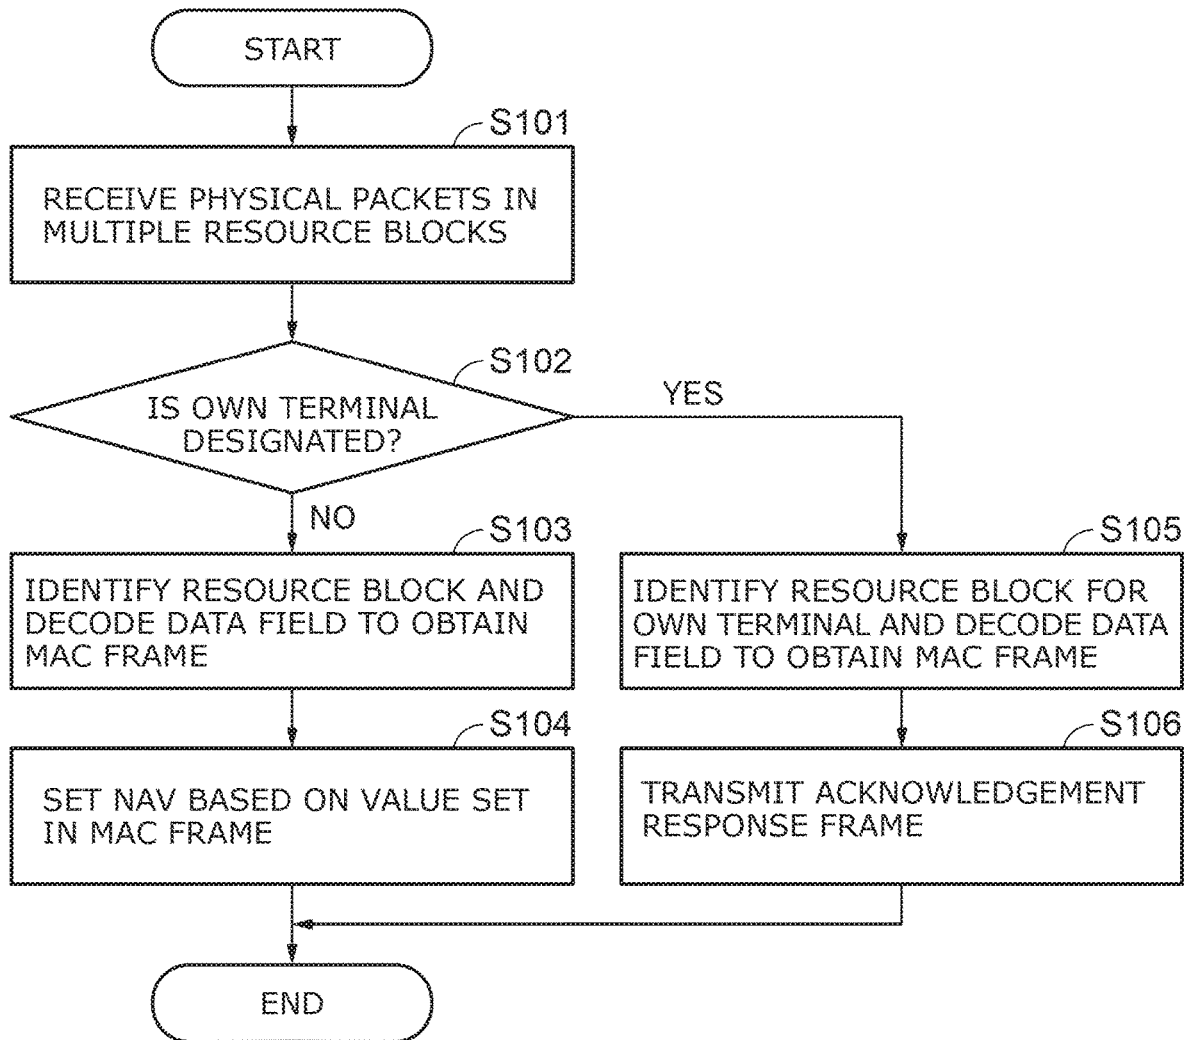 START
S101
RECEIVE PHYSICAL PACKETS IN
MULTIPLE RESOURCE BLOCKS
S102
IS OWN TERMINAL
DESIGNATED?
YES
NO
S103
IDENTIFY RESOURCE BLOCK AND
DECODE DATA FIELD TO OBTAIN
MAC FRAME
S104
SET NAV BASED ON VALUE SET
IN MAC FRAME
S105
IDENTIFY RESOURCE BLOCK FOR
OWN TERMINAL AND DECODE DATA
FIELD TO OBTAIN MAC FRAME
S106
TRANSMIT ACKNOWLEDGEMENT
RESPONSE FRAME
END